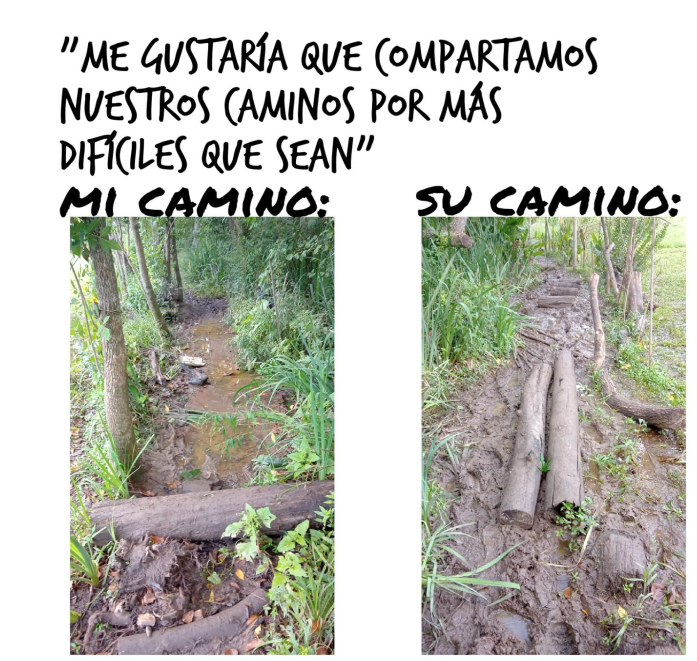 "ME GUSTARÍA QUE COMPARTAMOS
NUESTROS CAMINOS POR MÁS
DIFÍCILES QUE SEAN"
MI CAMINO: SU CAMINO: